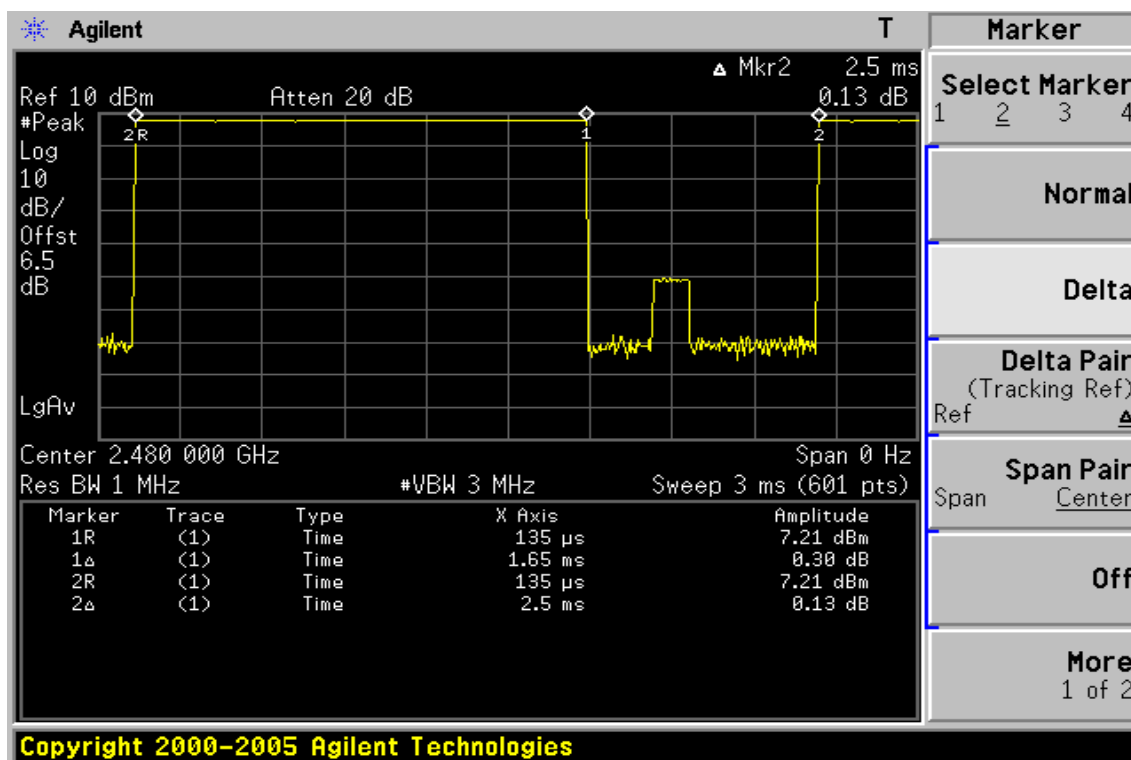 Agilent T
▵ Mkr2 2.5 ms
Ref 10 dBm Atten 20 dB 0.13 dB
#Peak
Log
10
dB/
Offst
6.5
dB
LgAv
2R 1 2
Center 2.480 000 GHz Span 0 Hz
Res BW 1 MHz #VBW 3 MHz Sweep 3 ms (601 pts)
Marker Trace Type X Axis Amplitude
1R (1) Time 135 µs 7.21 dBm
1▵ (1) Time 1.65 ms 0.30 dB
2R (1) Time 135 µs 7.21 dBm
2▵ (1) Time 2.5 ms 0.13 dB
Marker
Select Marker
1 2 3 4
Normal
Delta
Delta Pair
(Tracking Ref)
Ref ▵
Span Pair
Span Center
Off
More
1 of 2
Copyright 2000-2005 Agilent Technologies